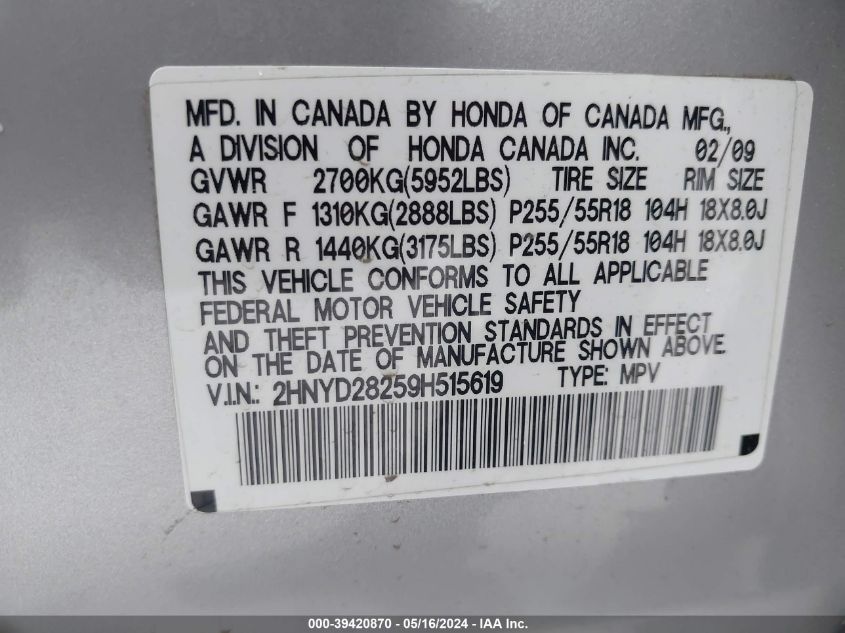 MFD. IN CANADA BY HONDA OF CANADA MFG.,
A DIVISION OF HONDA CANADA INC. 02/09
GVWR 2700KG(5952LBS) TIRE SIZE RIM SIZE
GAWR F 1310KG(2888LBS) P255/55R18 104H 18X8.0J
GAWR R 1440KG(3175LBS) P255/55R18 104H 18X8.0J
THIS VEHICLE CONFORMS TO ALL APPLICABLE
FEDERAL MOTOR VEHICLE SAFETY
AND THEFT PREVENTION STANDARDS IN EFFECT
ON THE DATE OF MANUFACTURE SHOWN ABOVE.
V.I.N.: 2HNYD28259H515619 TYPE: MPV
000-39420870 - 05/16/2024 - IAA Inc.